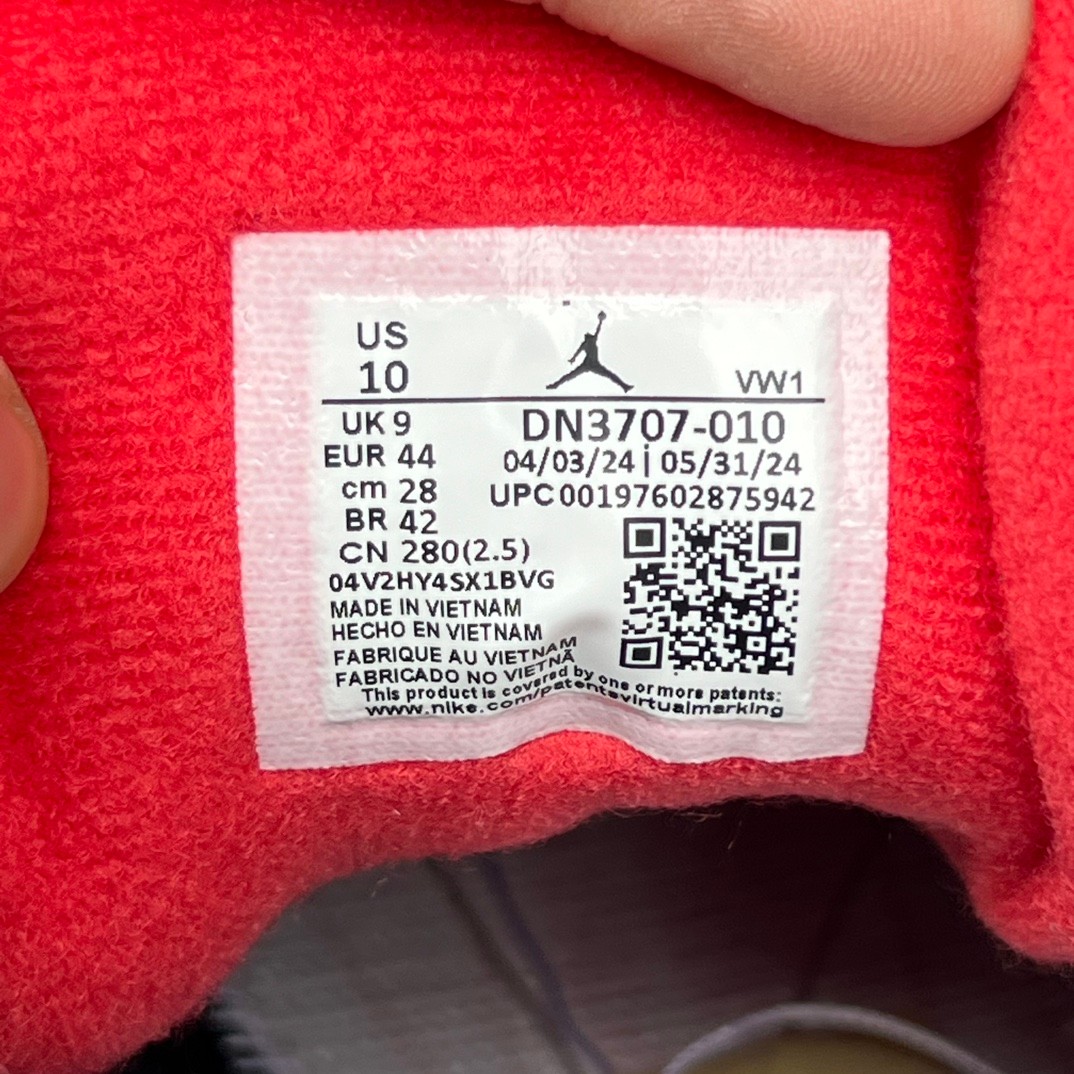 US
10
VW1
UK 9
DN3707-010
EUR 44
04/03/24 | 05/31/24
cm 28
UPC 00197602875942
BR 42
CN 280(2.5)
04V2HY4SX1BVG
MADE IN VIETNAM
HECHO EN VIETNAM
FABRIQUE AU VIETNAM
FABRICADO NO VIETNÃ
This product is covered by one or more patents:
www.nike.com/patentsvirtualmarking